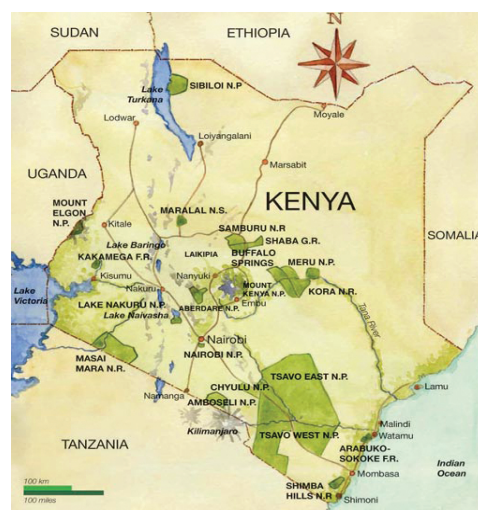 N
SUDAN
ETHIOPIA
Lake
Turkana
SIBILOI N.P
Lodwar
Loiyangalani
Moyale
Marsabit
UGANDA
KENYA
MOUNT
ELGON
N.P.
Kitale
MARALAL N.S.
SAMBURU N.R
SHABA G.R.
SOMALIA
Lake Baringo
KAKAMEGA F.R.
LAIKIPIA
BUFFALO
SPRINGS
MERU N.P.
Kisumu
Nakuru
Nanyuki
MOUNT
KENYA N.P.
KORA N.R.
Lake
Victoria
Embu
LAKE NAKURU N.P.
Lake Naivasha
ABERDARE N.P.
Tana River
Nairobi
NAIROBI N.P.
MASAI
MARA N.R.
TSAVO EAST N.P.
CHYULU N.P.
Namanga
AMBOSELI N.P.
Lamu
Kilimanjaro
TSAVO WEST N.P.
Malindi
Watamu
TANZANIA
ARABUKO-
SOKOKE F.R.
Indian
Ocean
Mombasa
100 km
100 miles
SHIMBA
HILLS N.R
Shimoni